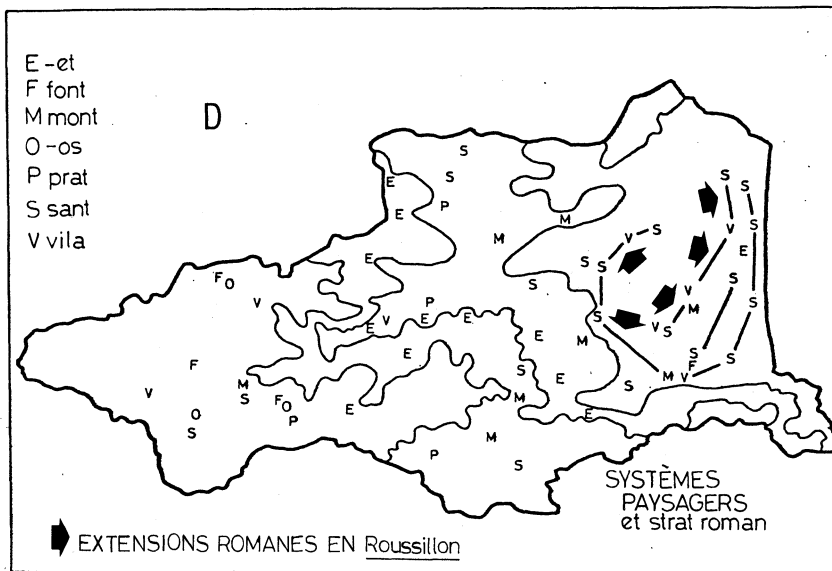 E -et
F font
M mont
O -os
P prat
S sant
V vila
D
S
E S
E P
S S
M M
V S V S
E E
S S
F O
S S
V
P V M
E V E E
S V S
E M
E
F S S
S F
V M
S E M V
F O S
O E M E
P
S M
P S
SYSTÈMES
PAYSAGERS
et strat roman
EXTENSIONS ROMANES EN Roussillon